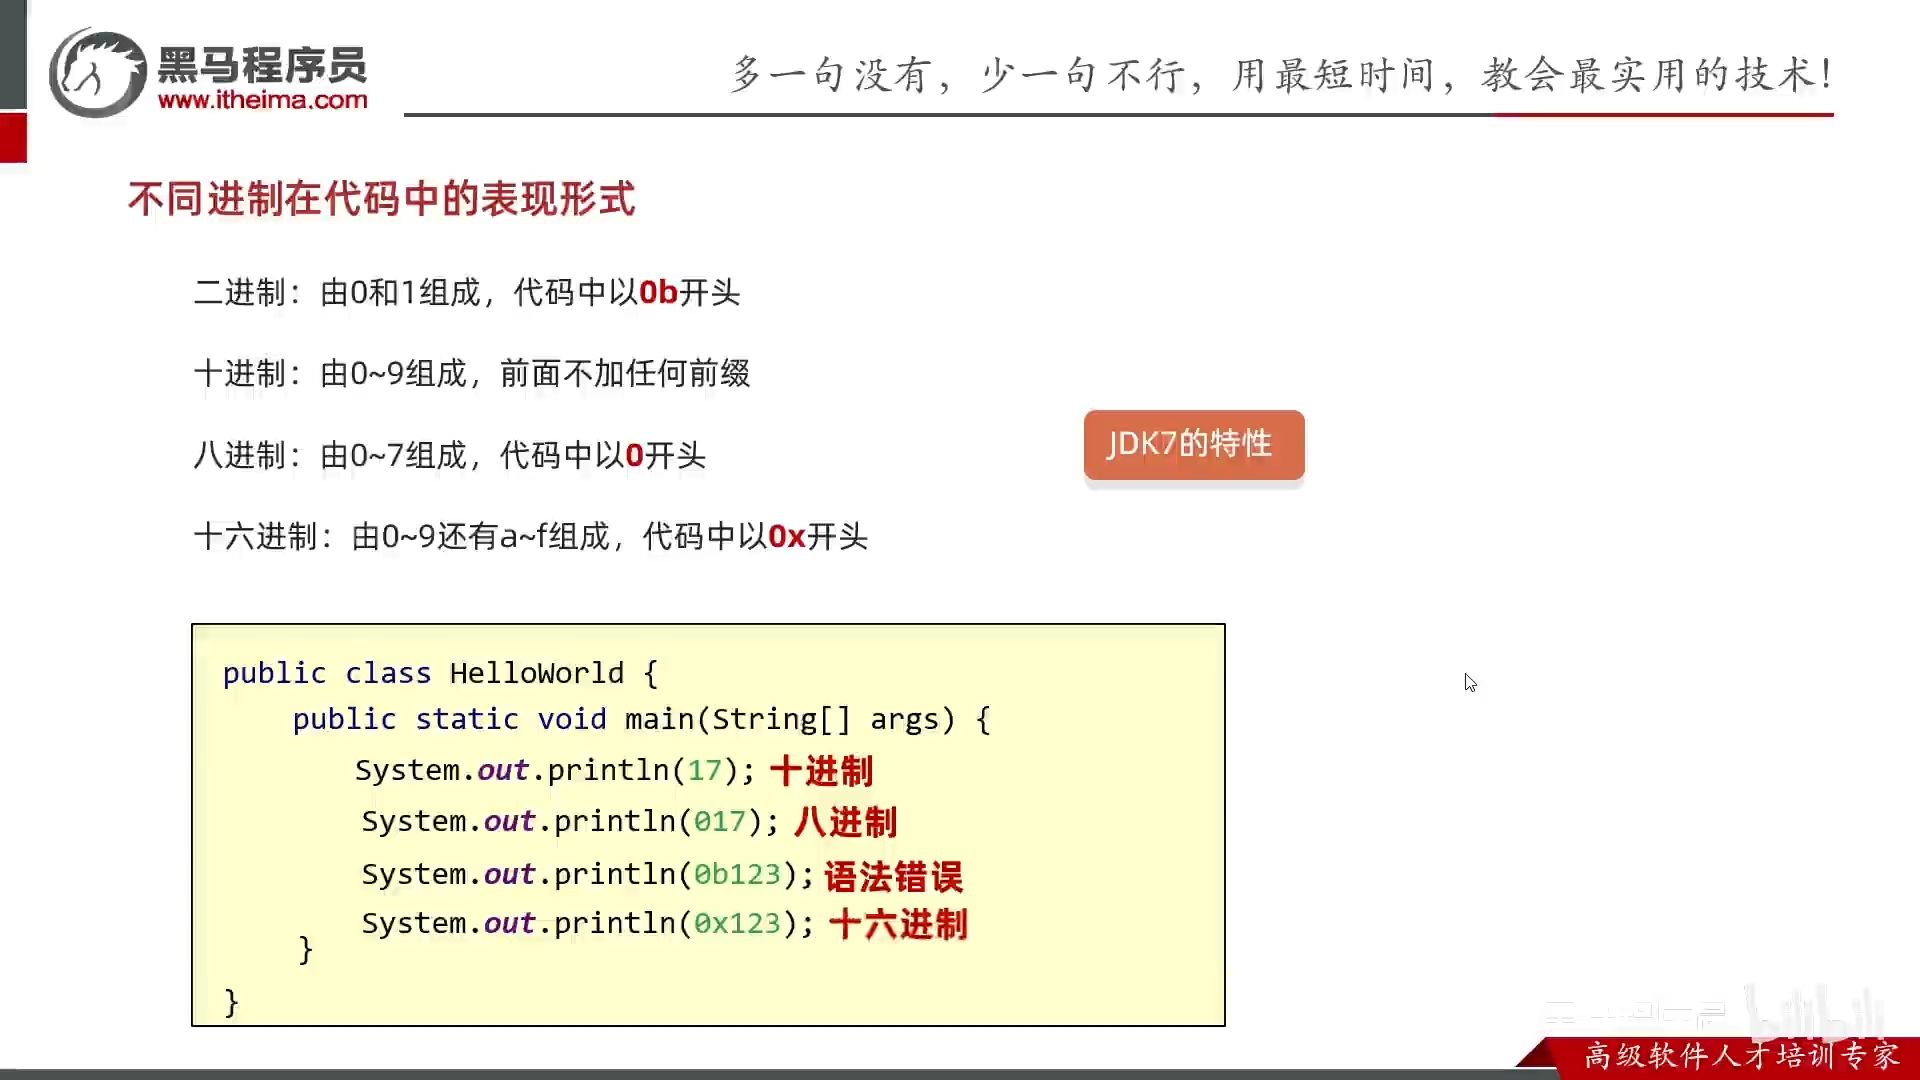 黑马程序员
www.itheima.com
多一句没有，少一句不行，用最短时间，教会最实用的技术！
不同进制在代码中的表现形式
二进制：由0和1组成，代码中以0b开头
十进制：由0~9组成，前面不加任何前缀
八进制：由0~7组成，代码中以0开头
十六进制：由0~9还有a~f组成，代码中以0x开头
JDK7的特性
public class HelloWorld {
public static void main(String[] args) {
System.out.println(17); 十进制
System.out.println(017); 八进制
System.out.println(0b123); 语法错误
System.out.println(0x123); 十六进制
}
}
bilibili
高级软件人才培训专家